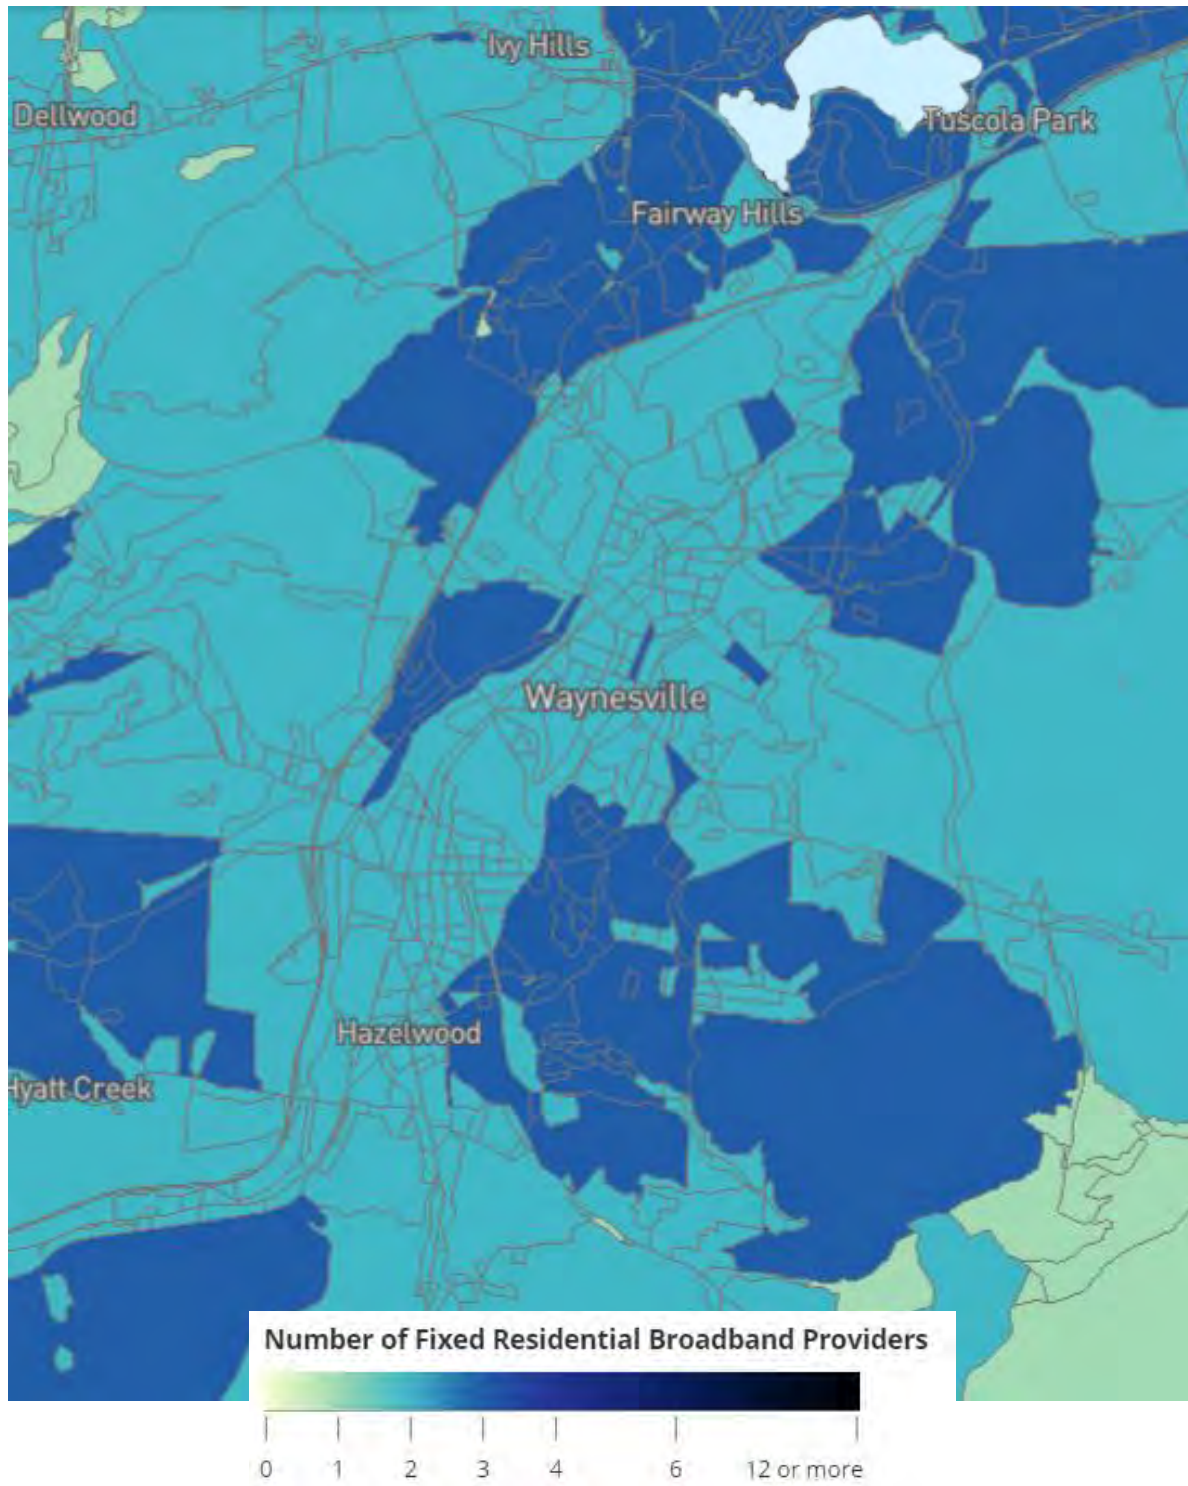 Ivy Hills
Dellwood
Tuscola Park
Fairway Hills
Waynesville
Hazelwood
Hyatt Creek
Number of Fixed Residential Broadband Providers
0 1 2 3 4 6 12 or more